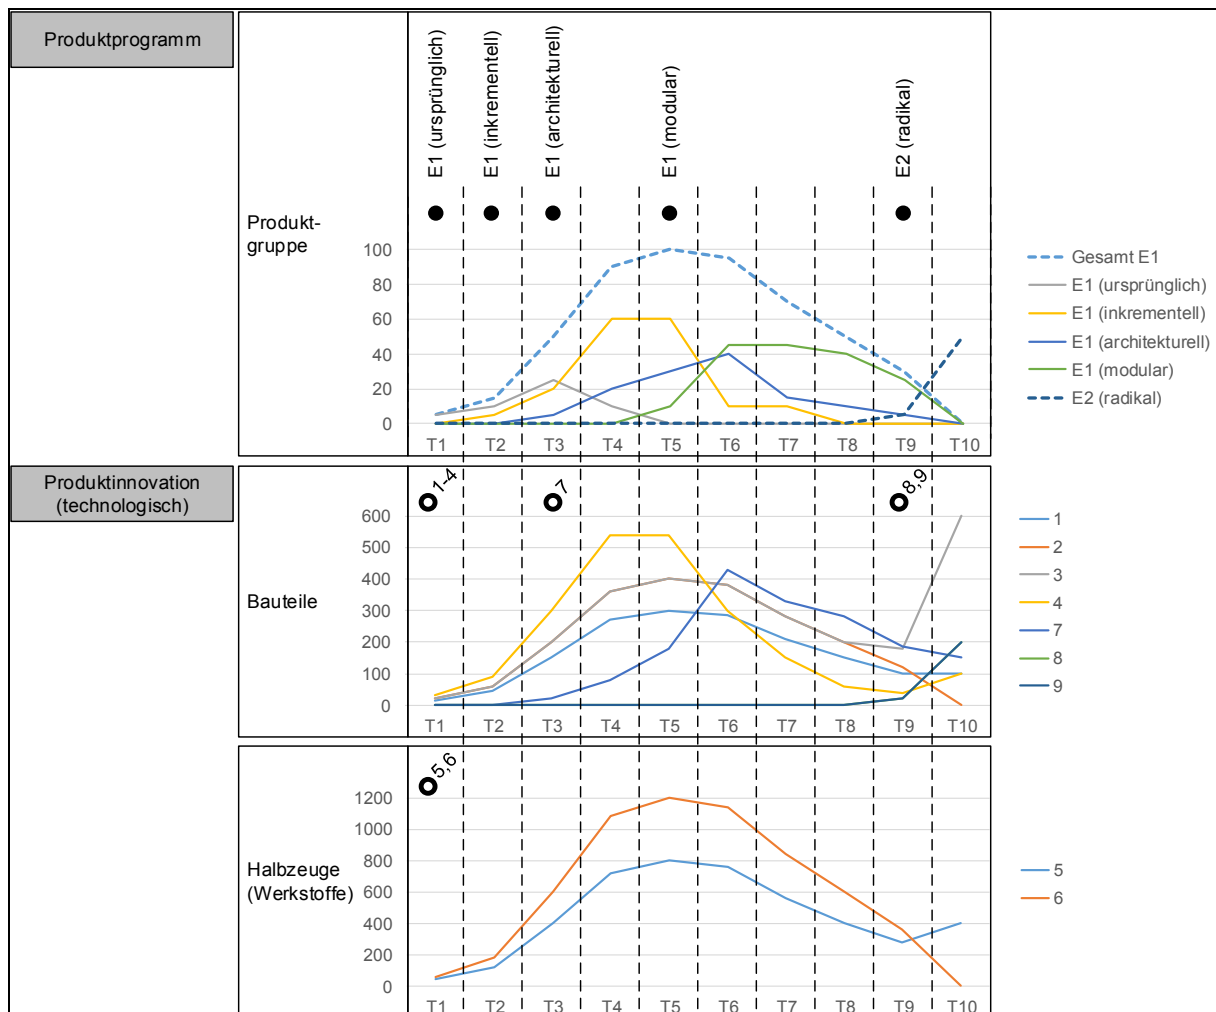 Produktprogramm
E1 (ursprünglich)
E1 (inkrementell)
E1 (architekturell)
E1 (modular)
E2 (radikal)
Produkt-
gruppe
100
80
60
40
20
0
T1 T2 T3 T4 T5 T6 T7 T8 T9 T10
Gesamt E1
E1 (ursprünglich)
E1 (inkrementell)
E1 (architekturell)
E1 (modular)
E2 (radikal)
Produktinnovation
(technologisch)
1-4
7
8,9
Bauteile
600
500
400
300
200
100
0
T1 T2 T3 T4 T5 T6 T7 T8 T9 T10
1
2
3
4
7
8
9
5,6
Halbzeuge
(Werkstoffe)
1200
1000
800
600
400
200
0
T1 T2 T3 T4 T5 T6 T7 T8 T9 T10
5
6